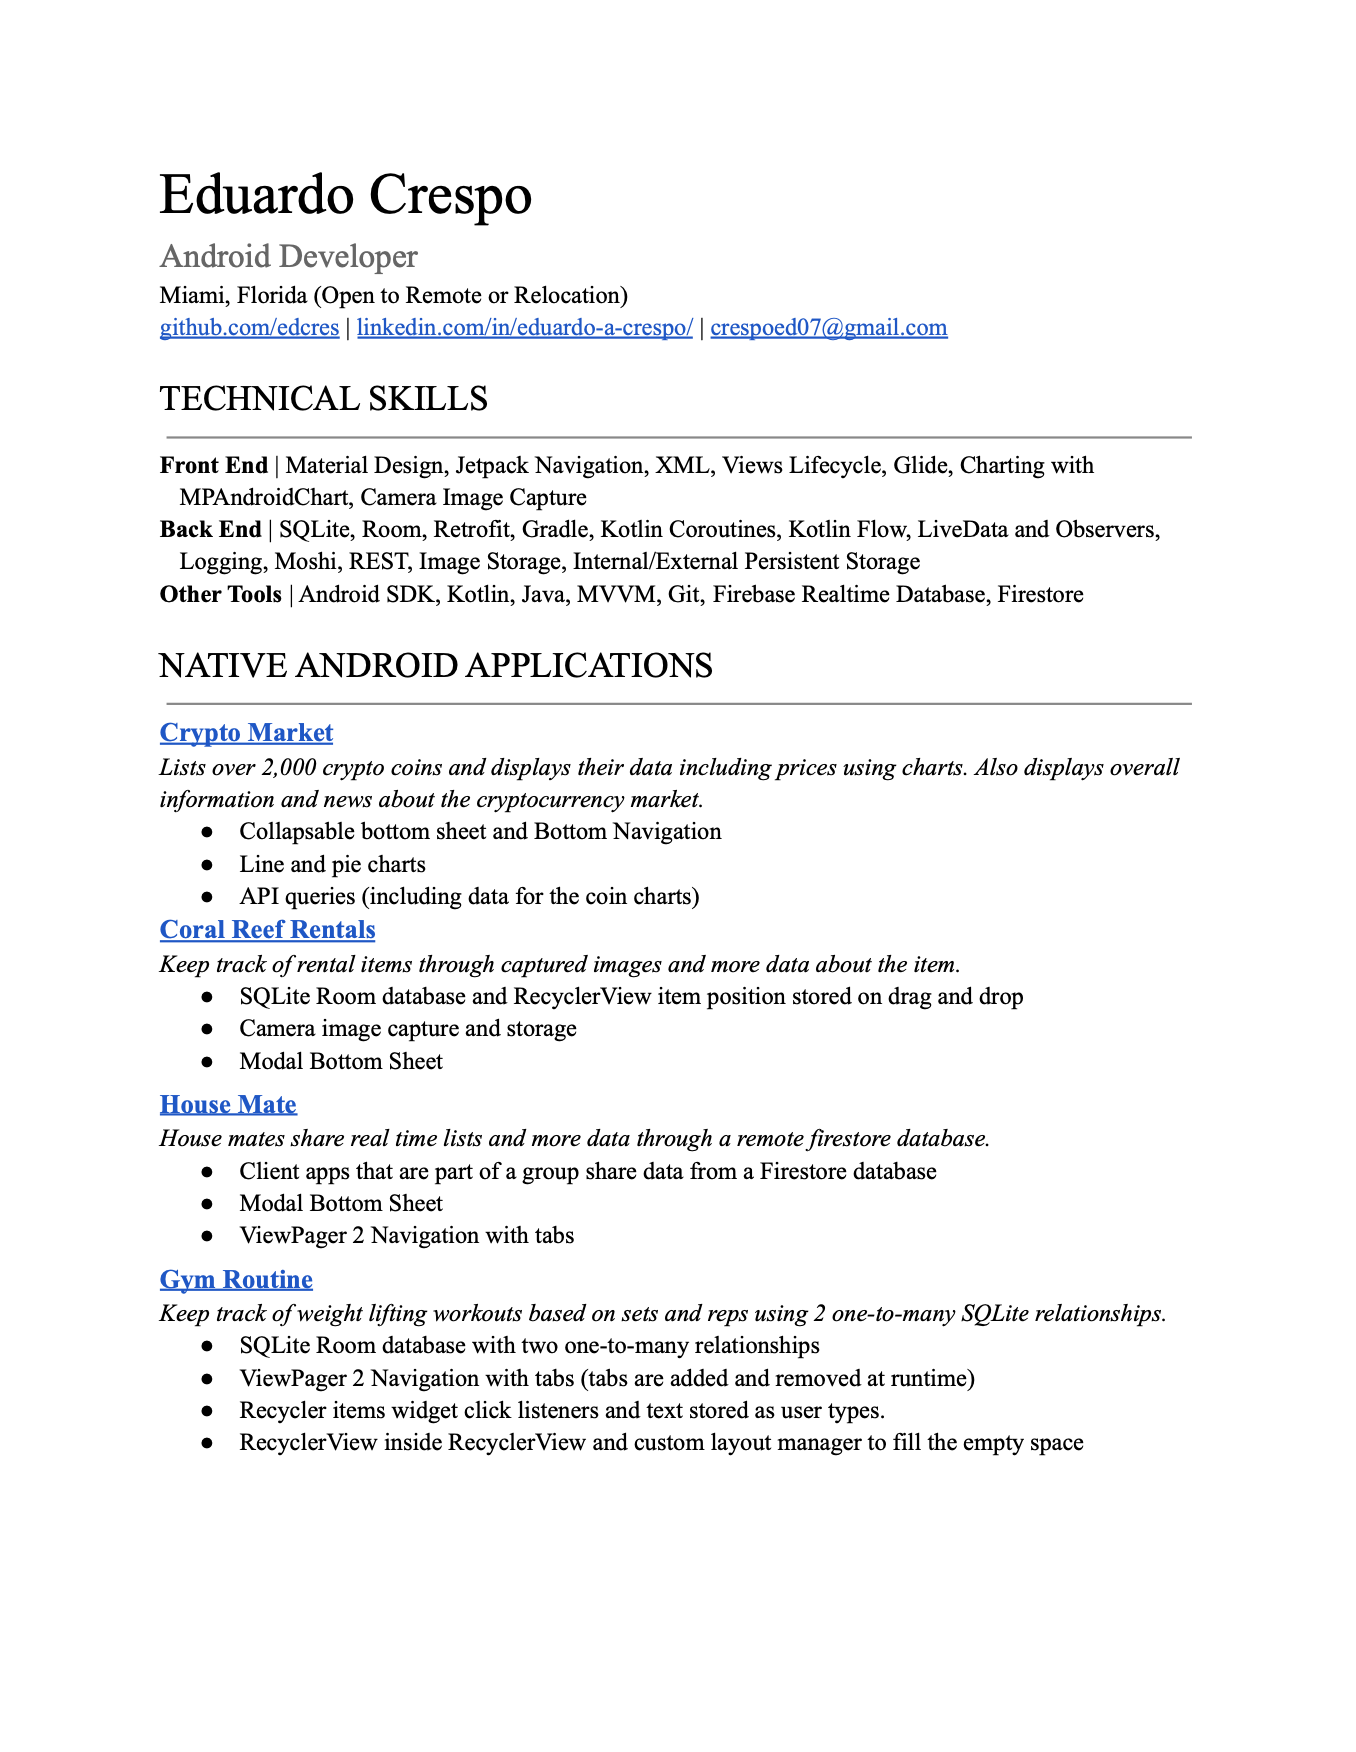 Eduardo Crespo
Android Developer
Miami, Florida (Open to Remote or Relocation)
github.com/edcres | linkedin.com/in/eduardo-a-crespo/ | crespoed07@gmail.com
TECHNICAL SKILLS
Front End | Material Design, Jetpack Navigation, XML, Views Lifecycle, Glide, Charting with
MPAndroidChart, Camera Image Capture
Back End | SQLite, Room, Retrofit, Gradle, Kotlin Coroutines, Kotlin Flow, LiveData and Observers,
Logging, Moshi, REST, Image Storage, Internal/External Persistent Storage
Other Tools | Android SDK, Kotlin, Java, MVVM, Git, Firebase Realtime Database, Firestore
NATIVE ANDROID APPLICATIONS
Crypto Market
Lists over 2,000 crypto coins and displays their data including prices using charts. Also displays overall
information and news about the cryptocurrency market.
● Collapsable bottom sheet and Bottom Navigation
● Line and pie charts
● API queries (including data for the coin charts)
Coral Reef Rentals
Keep track of rental items through captured images and more data about the item.
● SQLite Room database and RecyclerView item position stored on drag and drop
● Camera image capture and storage
● Modal Bottom Sheet
House Mate
House mates share real time lists and more data through a remote firestore database.
● Client apps that are part of a group share data from a Firestore database
● Modal Bottom Sheet
● ViewPager 2 Navigation with tabs
Gym Routine
Keep track of weight lifting workouts based on sets and reps using 2 one-to-many SQLite relationships.
● SQLite Room database with two one-to-many relationships
● ViewPager 2 Navigation with tabs (tabs are added and removed at runtime)
● Recycler items widget click listeners and text stored as user types.
● RecyclerView inside RecyclerView and custom layout manager to fill the empty space